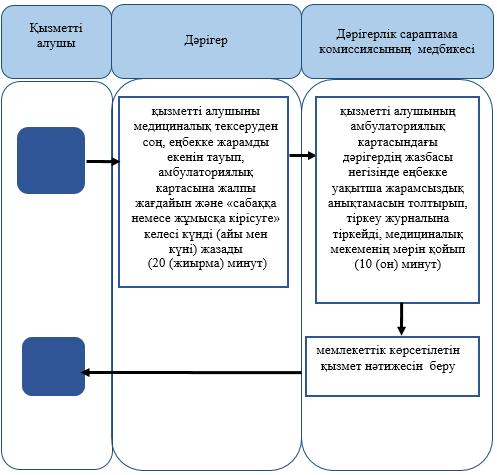 Қызметті
алушы
Дәрігер
Дәрігерлік сараптама
комиссиясының медбикесі
қызметті алушыны
медициналық тексеруден
соң, еңбекке жарамды
екенін тауып,
амбулаториялық
картасына жалпы
жағдайын және «сабаққа
немесе жұмысқа кірісуге»
келесі күнді (айы мен
күні) жазады
(20 (жиырма) минут)
қызметті алушының
амбулаториялық
картасындағы
дәрігердің жазбасы
негізінде еңбекке
уақытша жарамсыздық
анықтамасын толтырып,
тіркеу журналына
тіркейді, медициналық
мекеменің мөрін қойып
(10 (он) минут)
мемлекеттік көрсетілетін
қызмет нәтижесін беру